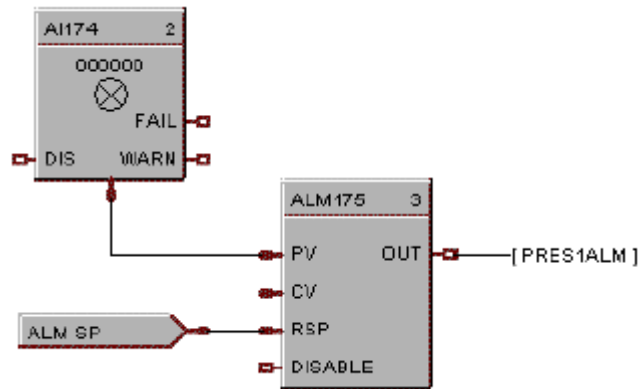 AI174 2
000000
FAIL
DIS WARN
ALM175 3
PV OUT [ PRES1ALM ]
CV
ALM SP RSP
DISABLE